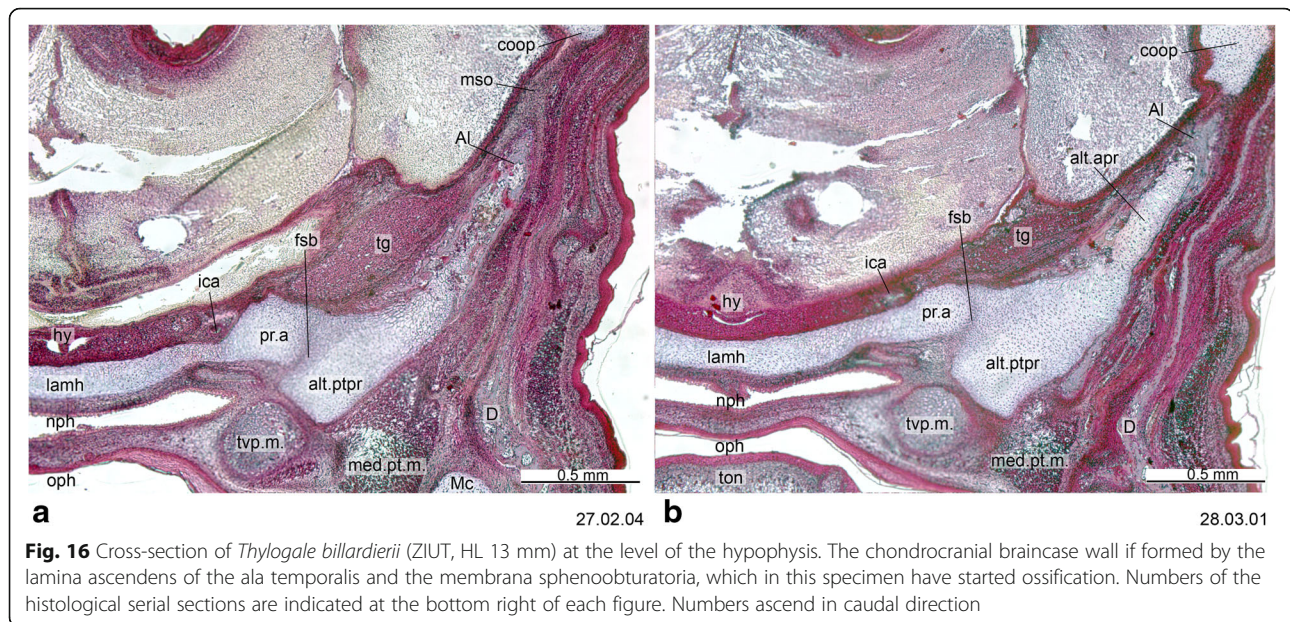 coop
mso
Al
fsb
tg
ica
pr.a
hy
lamh
alt.ptpr
nph
tvp.m.
D
med.pt.m.
oph
Mc
0.5 mm
a
27.02.04
coop
Al
alt.apr
fsb
tg
ica
hy
pr.a
lamh
alt.ptpr
nph
tvp.m.
D
oph
med.pt.m.
ton
0.5 mm
b
28.03.01
Fig. 16 Cross-section of Thylogale billardierii (ZIUT, HL 13 mm) at the level of the hypophysis. The chondrocranial braincase wall if formed by the
lamina ascendens of the ala temporalis and the membrana sphenoobturatoria, which in this specimen have started ossification. Numbers of the
histological serial sections are indicated at the bottom right of each figure. Numbers ascend in caudal direction